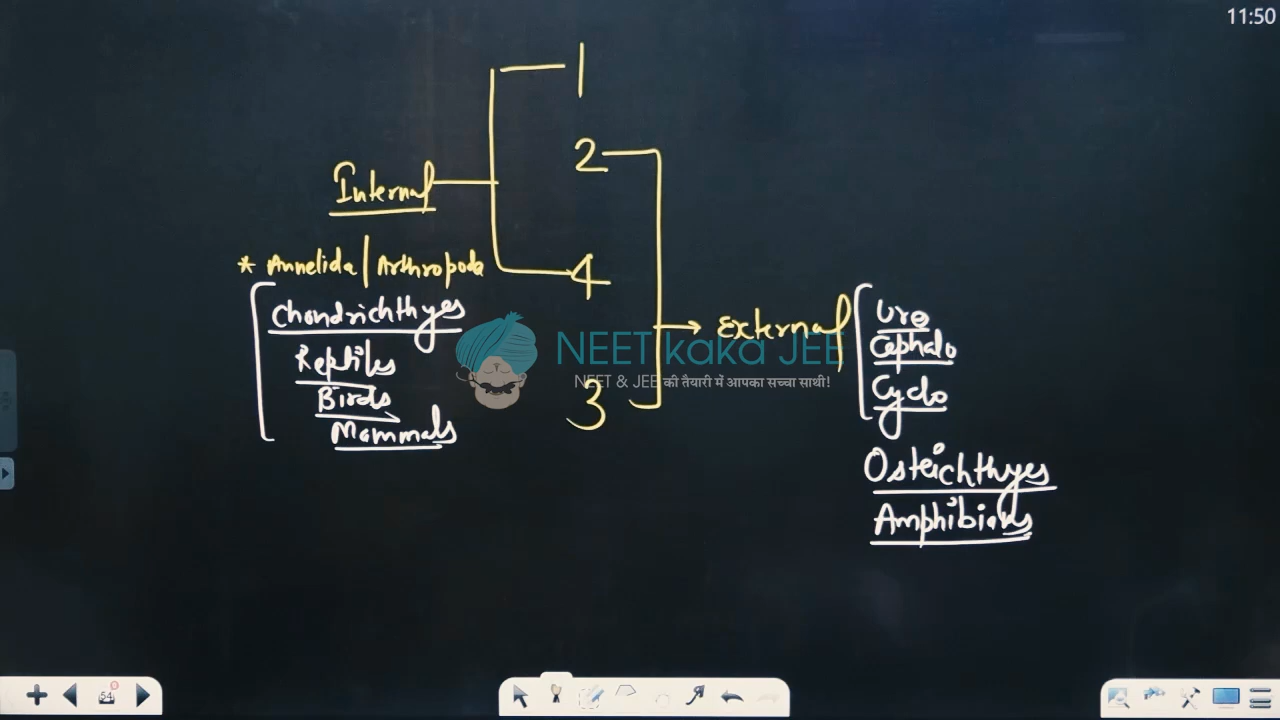 11:50
1
2
Internal
* Annelida | Arthropoda
4
Chondrichthyes
Reptiles
Birds
Mammals
External
Uro
Cephalo
Cyclo
NEET kaka JEE
NEET & JEE की तैयारी में आपका सच्चा साथी!
3
Osteichthyes
Amphibians
54